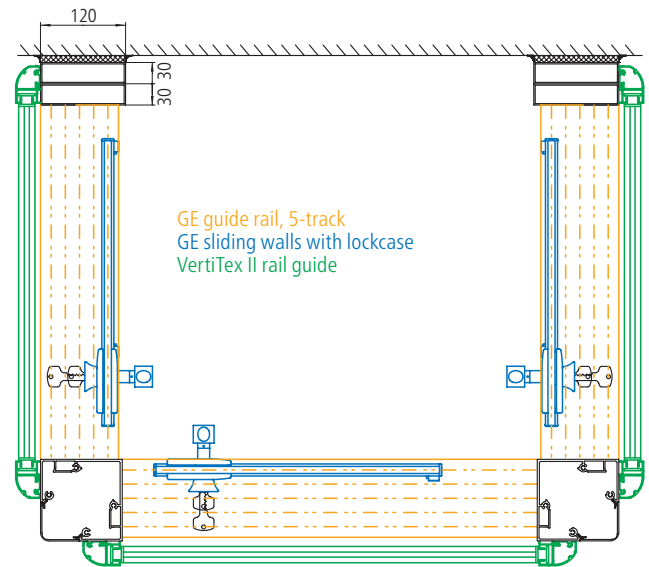 120
30
30
GE guide rail, 5-track
GE sliding walls with lockcase
VertiTex II rail guide